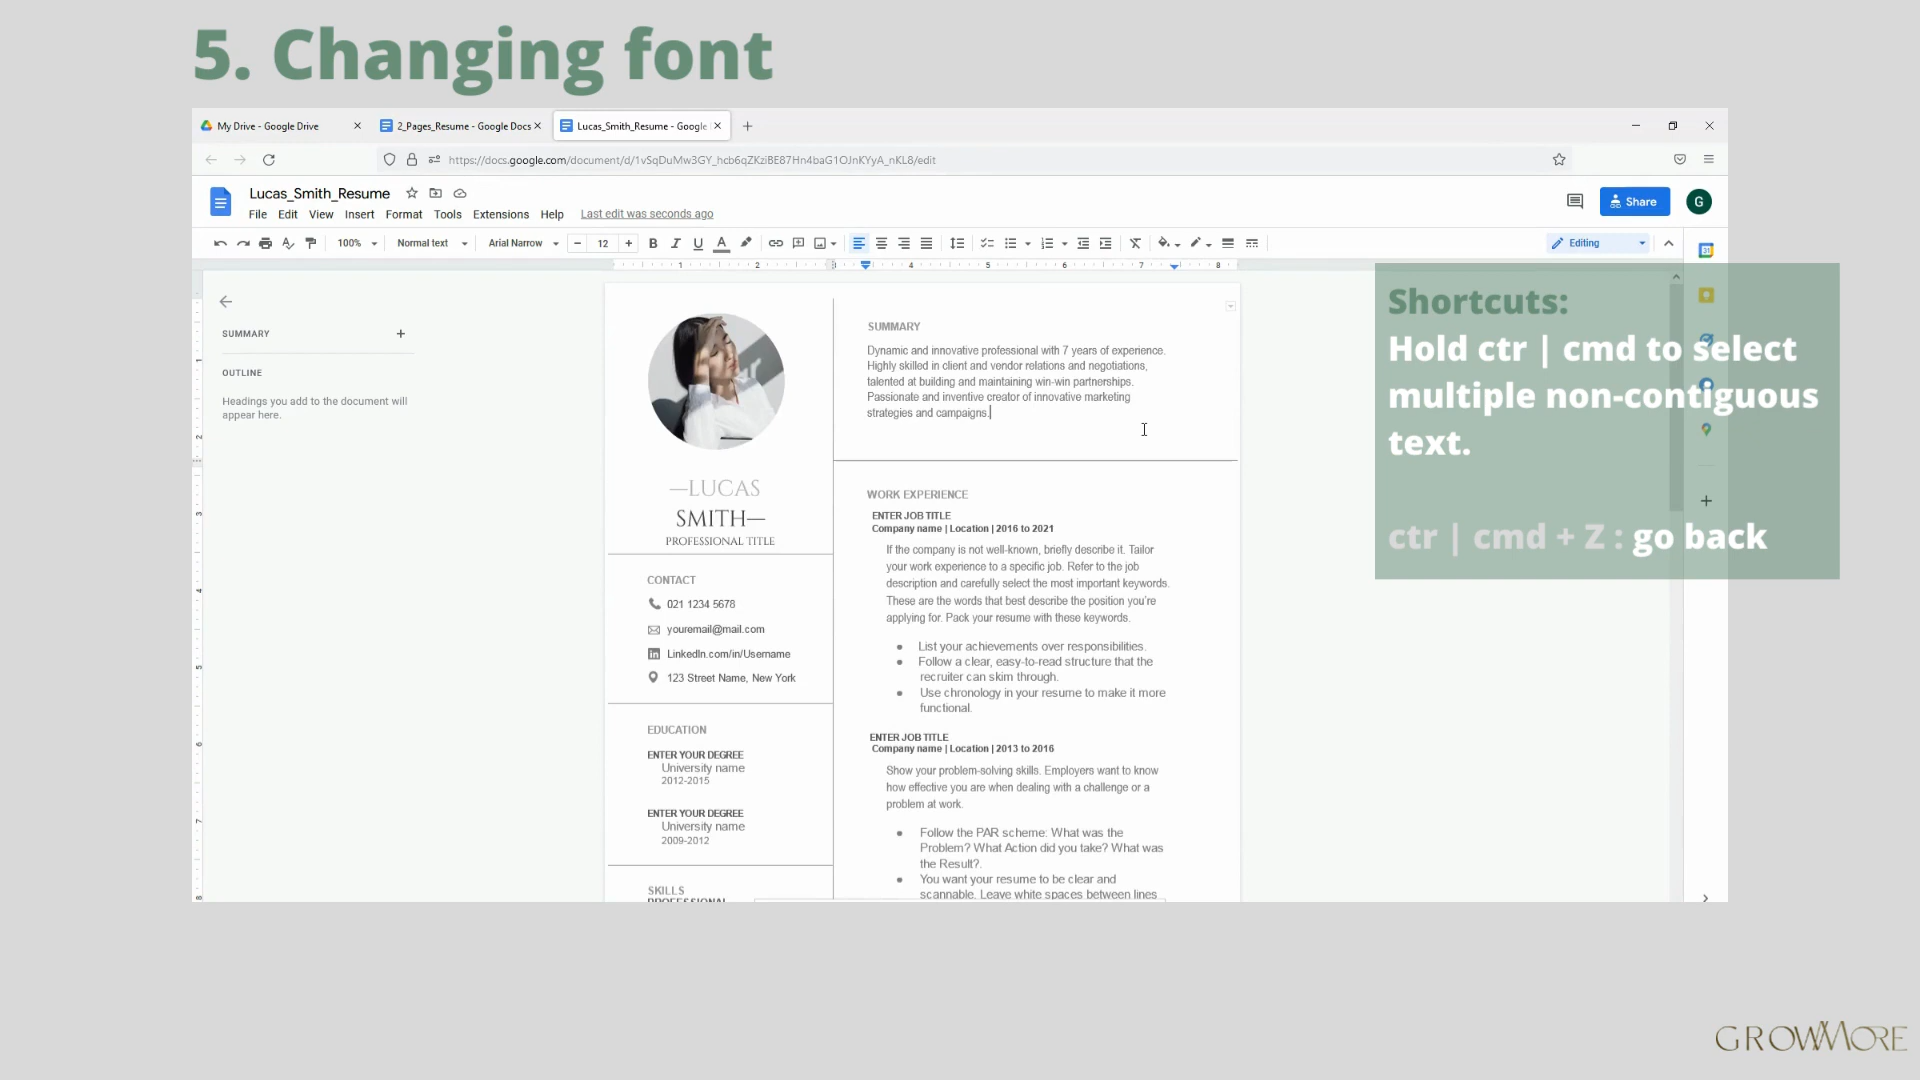 5. Changing font
My Drive - Google Drive
2_Pages_Resume - Google Docs
Lucas_Smith_Resume - Google
https://docs.google.com/document/d/1vSqDuMw3GY_hcb6qZKziBE87Hn4baG1OJnKYyA_nKL8/edit
Lucas_Smith_Resume
File Edit View Insert Format Tools Extensions Help Last edit was seconds ago
Share
G
100% Normal text Arial Narrow 12
Editing
1 2 4 5 6 7 8
SUMMARY
OUTLINE
Headings you add to the document will
appear here.
—LUCAS
SMITH—
PROFESSIONAL TITLE
CONTACT
021 1234 5678
youremail@mail.com
LinkedIn.com/in/Username
123 Street Name, New York
EDUCATION
ENTER YOUR DEGREE
University name
2012-2015
ENTER YOUR DEGREE
University name
2009-2012
SKILLS
PROFESSIONAL
SUMMARY
Dynamic and innovative professional with 7 years of experience.
Highly skilled in client and vendor relations and negotiations,
talented at building and maintaining win-win partnerships.
Passionate and inventive creator of innovative marketing
strategies and campaigns.
WORK EXPERIENCE
ENTER JOB TITLE
Company name | Location | 2016 to 2021
If the company is not well-known, briefly describe it. Tailor
your work experience to a specific job. Refer to the job
description and carefully select the most important keywords.
These are the words that best describe the position you're
applying for. Pack your resume with these keywords.
● List your achievements over responsibilities.
● Follow a clear, easy-to-read structure that the
recruiter can skim through.
● Use chronology in your resume to make it more
functional.
ENTER JOB TITLE
Company name | Location | 2013 to 2016
Show your problem-solving skills. Employers want to know
how effective you are when dealing with a challenge or a
problem at work.
● Follow the PAR scheme: What was the
Problem? What Action did you take? What was
the Result?.
● You want your resume to be clear and
scannable. Leave white spaces between lines
Shortcuts:
Hold ctr | cmd to select
multiple non-contiguous
text.
ctr | cmd + Z : go back
GROWMORE